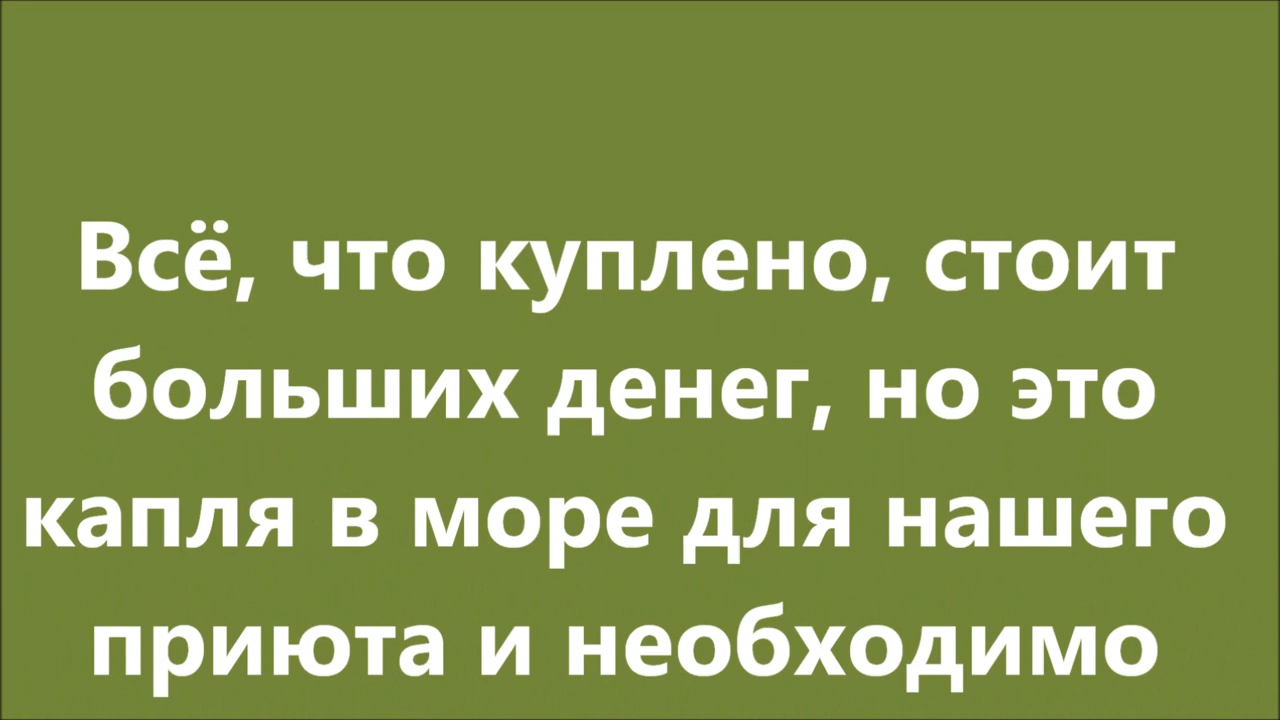 Всё, что куплено, стоит
больших денег, но это
капля в море для нашего
приюта и необходимо